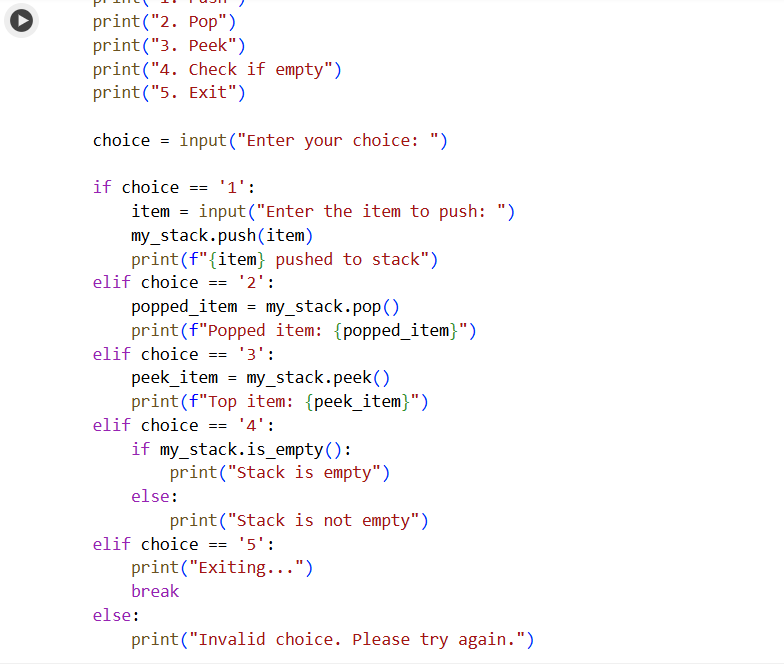 print("1. Push")
print("2. Pop")
print("3. Peek")
print("4. Check if empty")
print("5. Exit")
choice = input("Enter your choice: ")
if choice == '1':
item = input("Enter the item to push: ")
my_stack.push(item)
print(f"{item} pushed to stack")
elif choice == '2':
popped_item = my_stack.pop()
print(f"Popped item: {popped_item}")
elif choice == '3':
peek_item = my_stack.peek()
print(f"Top item: {peek_item}")
elif choice == '4':
if my_stack.is_empty():
print("Stack is empty")
else:
print("Stack is not empty")
elif choice == '5':
print("Exiting...")
break
else:
print("Invalid choice. Please try again.")